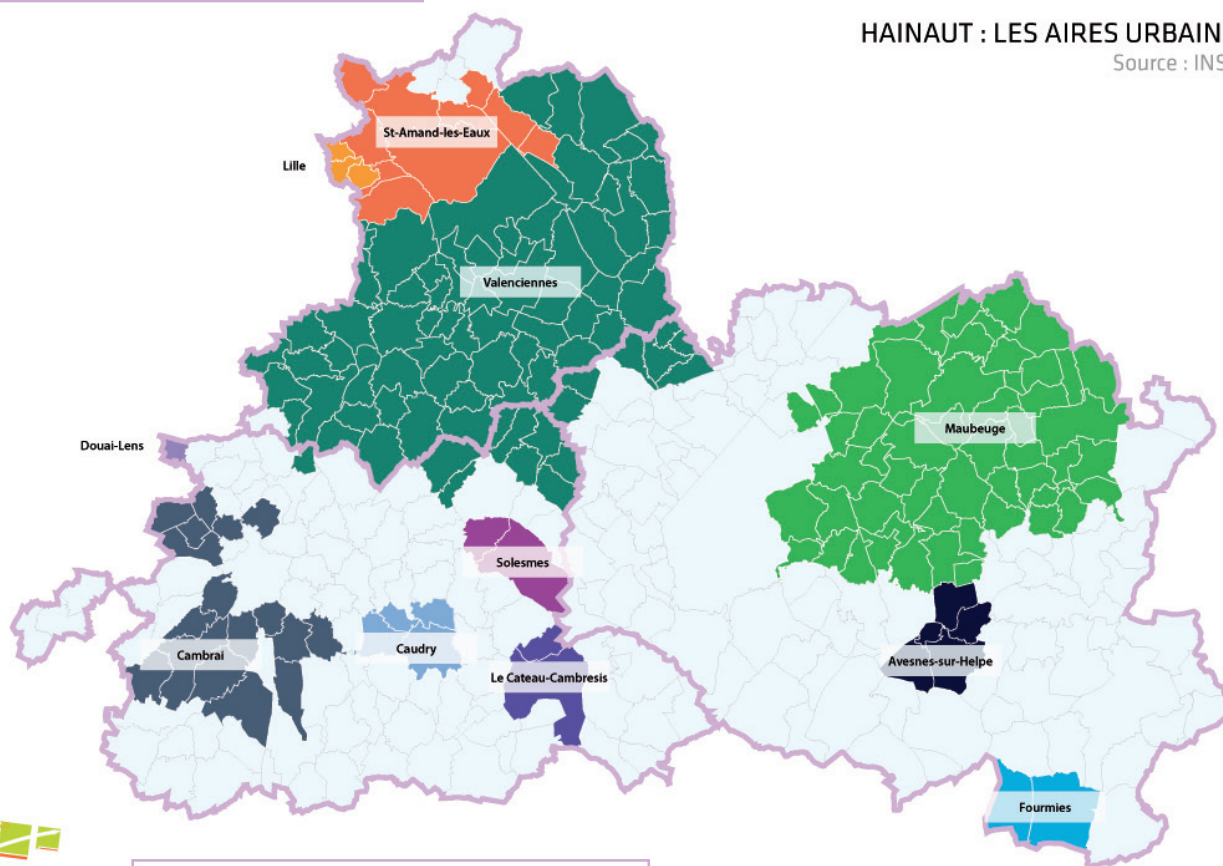 HAINAUT : LES AIRES URBAIN
Source : INS
St-Amand-les-Eaux
Lille
Valenciennes
Maubeuge
Douai-Lens
Solesmes
Cambrai
Caudry
Le Cateau-Cambresis
Avesnes-sur-Helpe
Fourmies